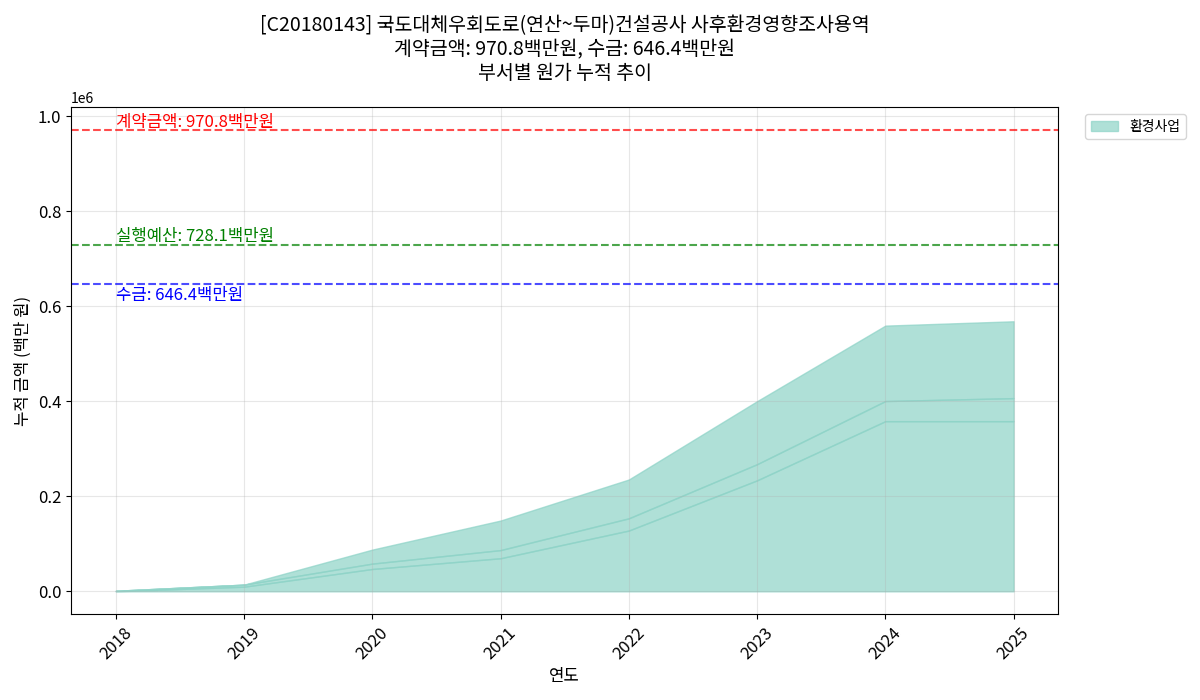 [C20180143] 국도대체우회도로(연산~두마)건설공사 사후환경영향조사용역
계약금액: 970.8백만원, 수금: 646.4백만원
부서별 원가 누적 추이
1e6
1.0
0.8
0.6
0.4
0.2
0.0
누적 금액 (백만 원)
계약금액: 970.8백만원
실행예산: 728.1백만원
수금: 646.4백만원
환경사업
2018
2019
2020
2021
2022
2023
2024
2025
연도